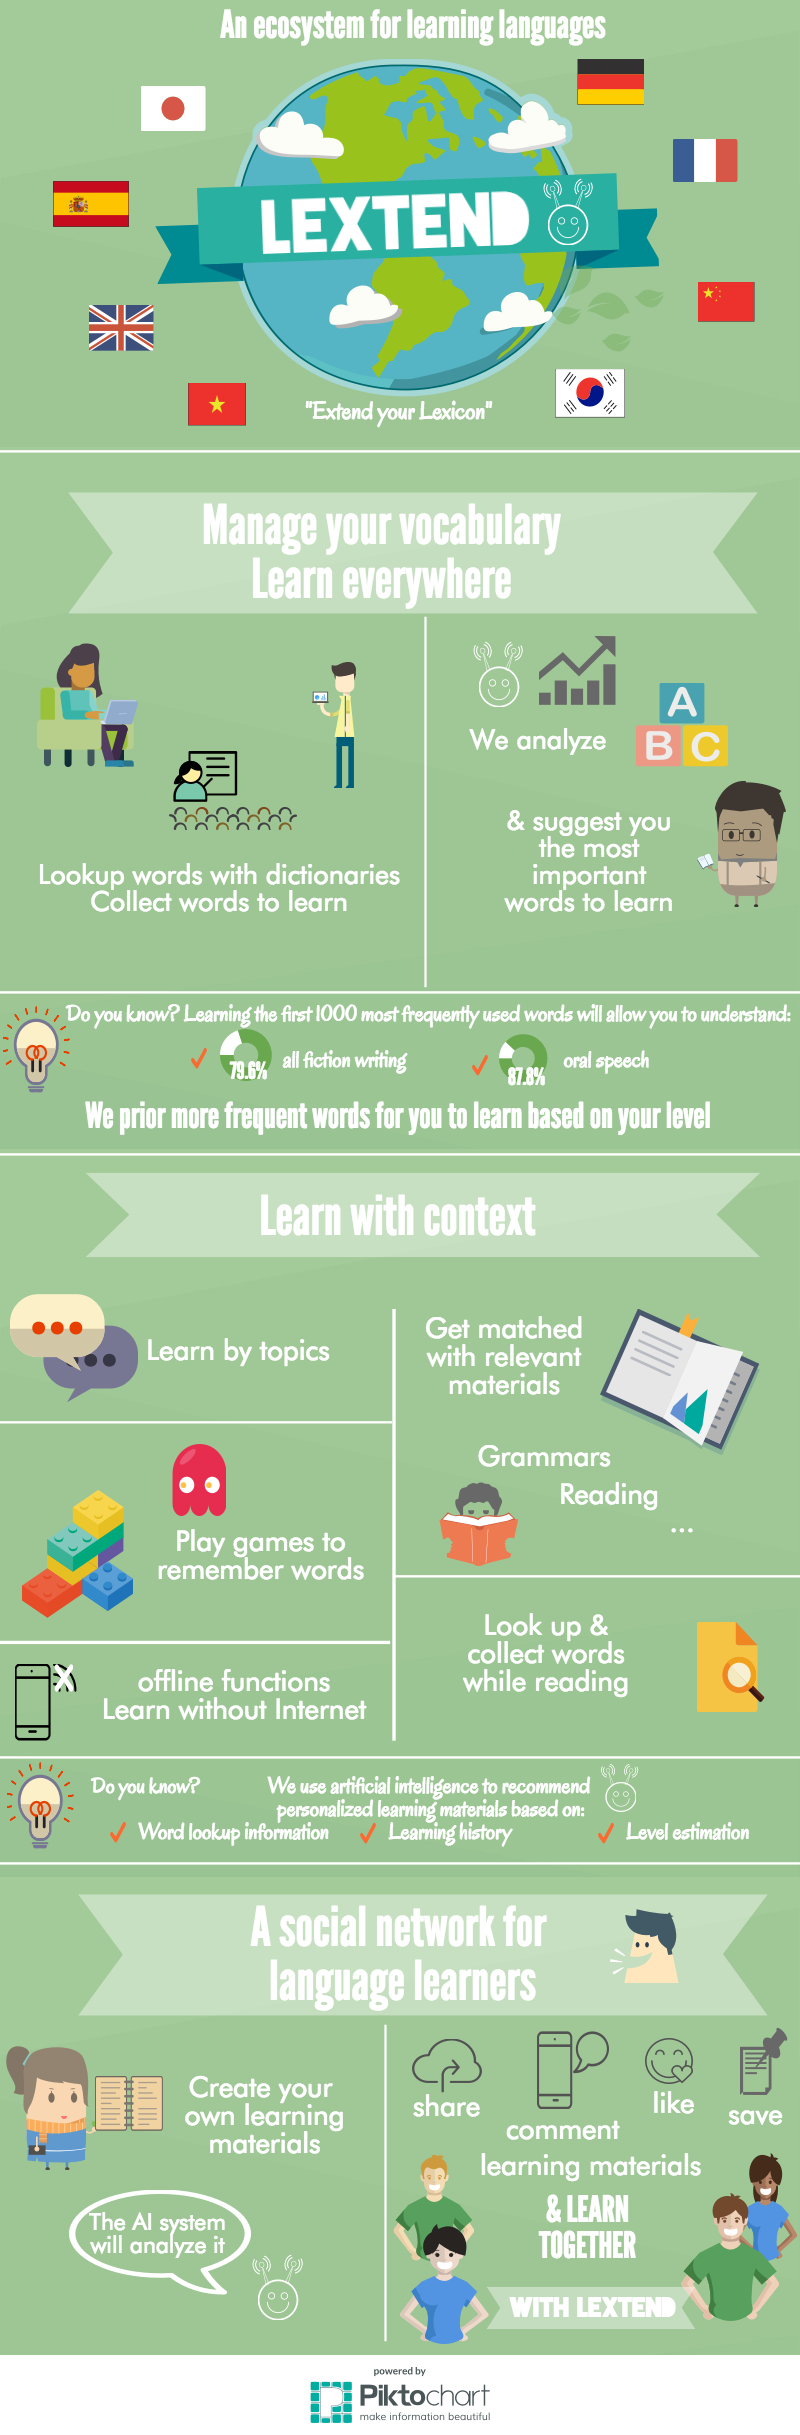 An ecosystem for learning languages
LEXTEND
"Extend your Lexicon"
Manage your vocabulary
Learn everywhere
We analyze
A
B C
& suggest you
the most
important
words to learn
Lookup words with dictionaries
Collect words to learn
Do you know? Learning the first 1000 most frequently used words will allow you to understand:
79.6% all fiction writing
87.8% oral speech
We prior more frequent words for you to learn based on your level
Learn with context
Learn by topics
Get matched
with relevant
materials
Grammars
Reading
...
Play games to
remember words
Look up &
collect words
while reading
offline functions
Learn without Internet
Do you know?
We use artificial intelligence to recommend
personalized learning materials based on:
Word lookup information
Learning history
Level estimation
A social network for
language learners
Create your
own learning
materials
The AI system
will analyze it
share
comment
like
save
learning materials
& LEARN
TOGETHER
WITH LEXTEND
powered by
Piktochart
make information beautiful